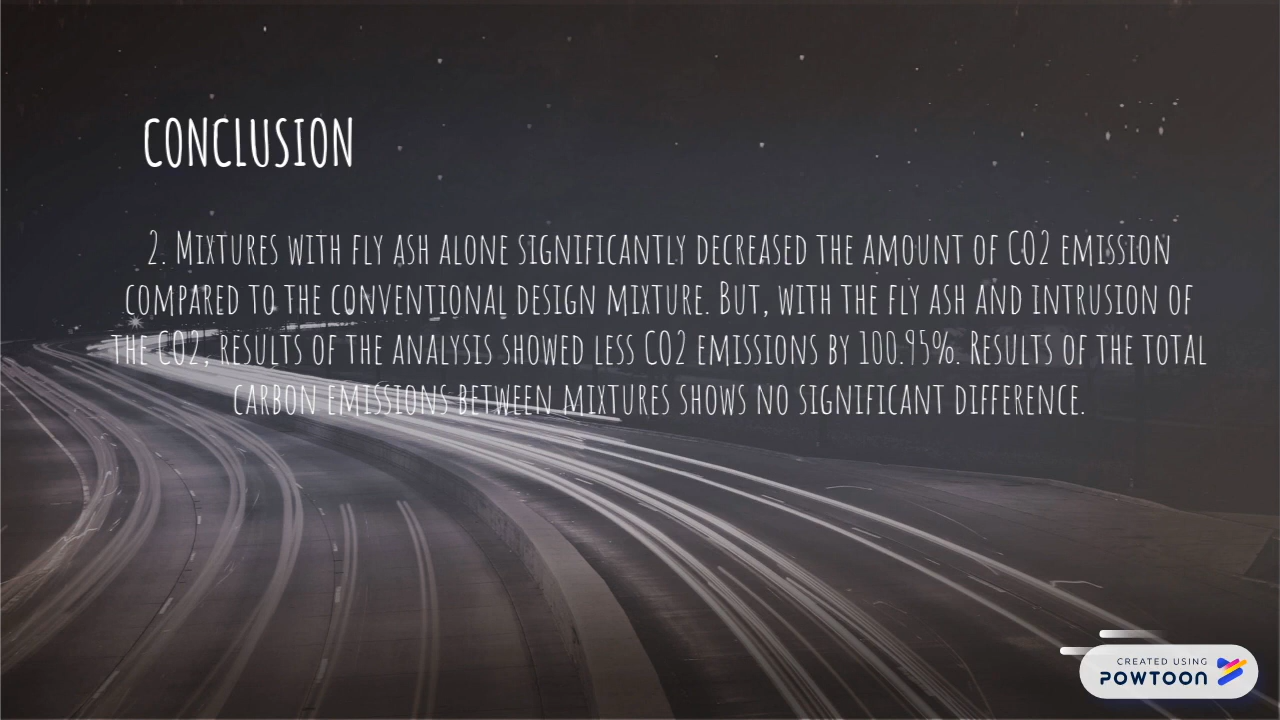 CONCLUSION
2. Mixtures with fly ash alone significantly decreased the amount of CO2 emission
compared to the conventional design mixture. But, with the fly ash and intrusion of
the CO2, results of the analysis showed less CO2 emissions by 100.95%. Results of the total
carbon emissions between mixtures shows no significant difference.
CREATED USING
POWTOON